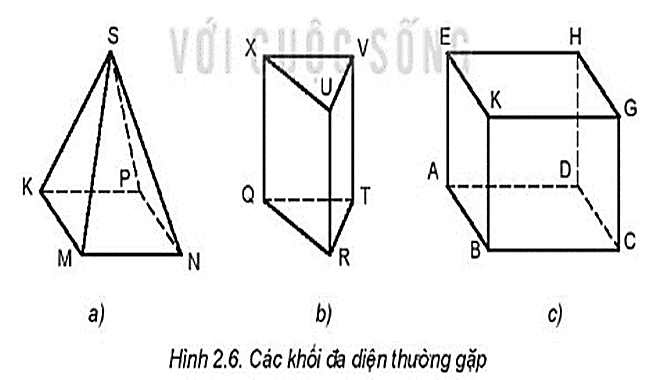 VỚI CUỘC SỐNG
S
K
P
M
N
a)
X
V
U
Q
T
R
b)
E
H
K
G
A
D
B
C
c)
Hình 2.6. Các khối đa diện thường gặp